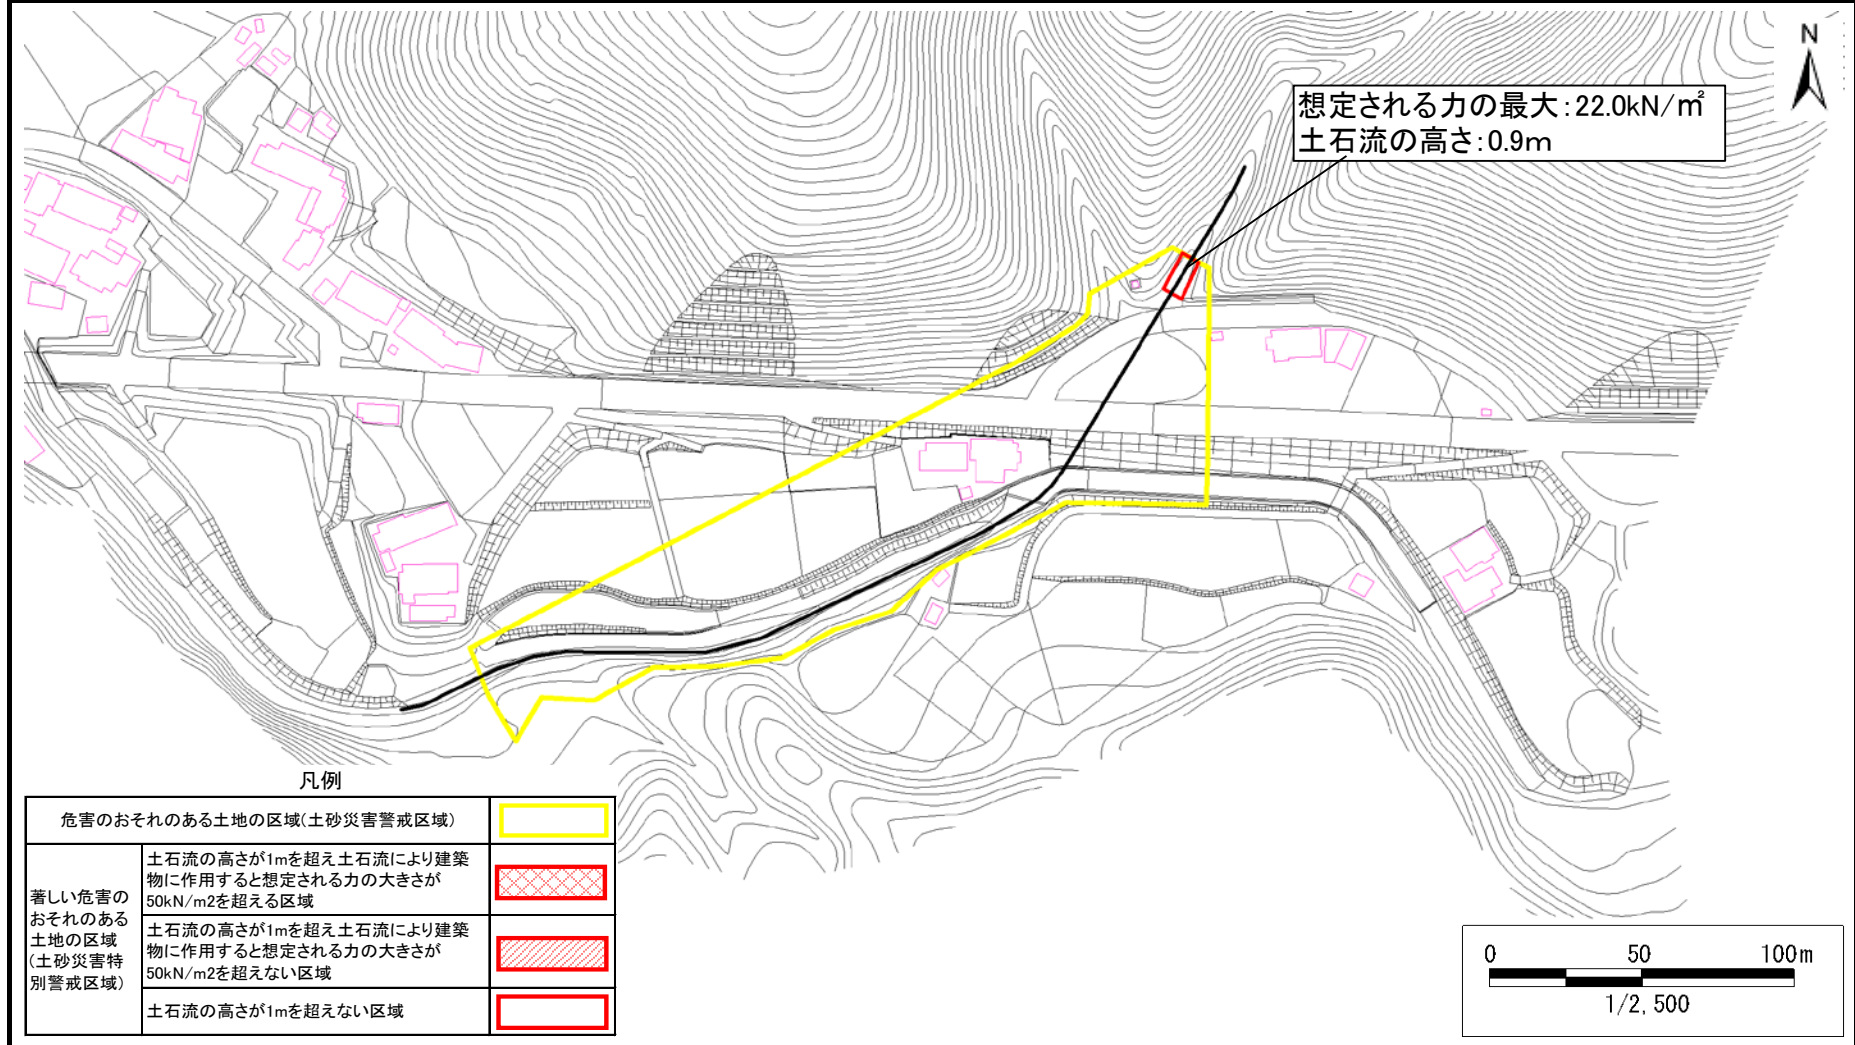 N
想定される力の最大:22.0kN/㎡
土石流の高さ:0.9m
凡例
危害のおそれのある土地の区域(土砂災害警戒区域)
著しい危害の
おそれのある
土地の区域
(土砂災害特
別警戒区域)
土石流の高さが1mを超え土石流により建築
物に作用すると想定される力の大きさが
50kN/m2を超える区域
土石流の高さが1mを超え土石流により建築
物に作用すると想定される力の大きさが
50kN/m2を超えない区域
土石流の高さが1mを超えない区域
0 50 100m
1/2,500